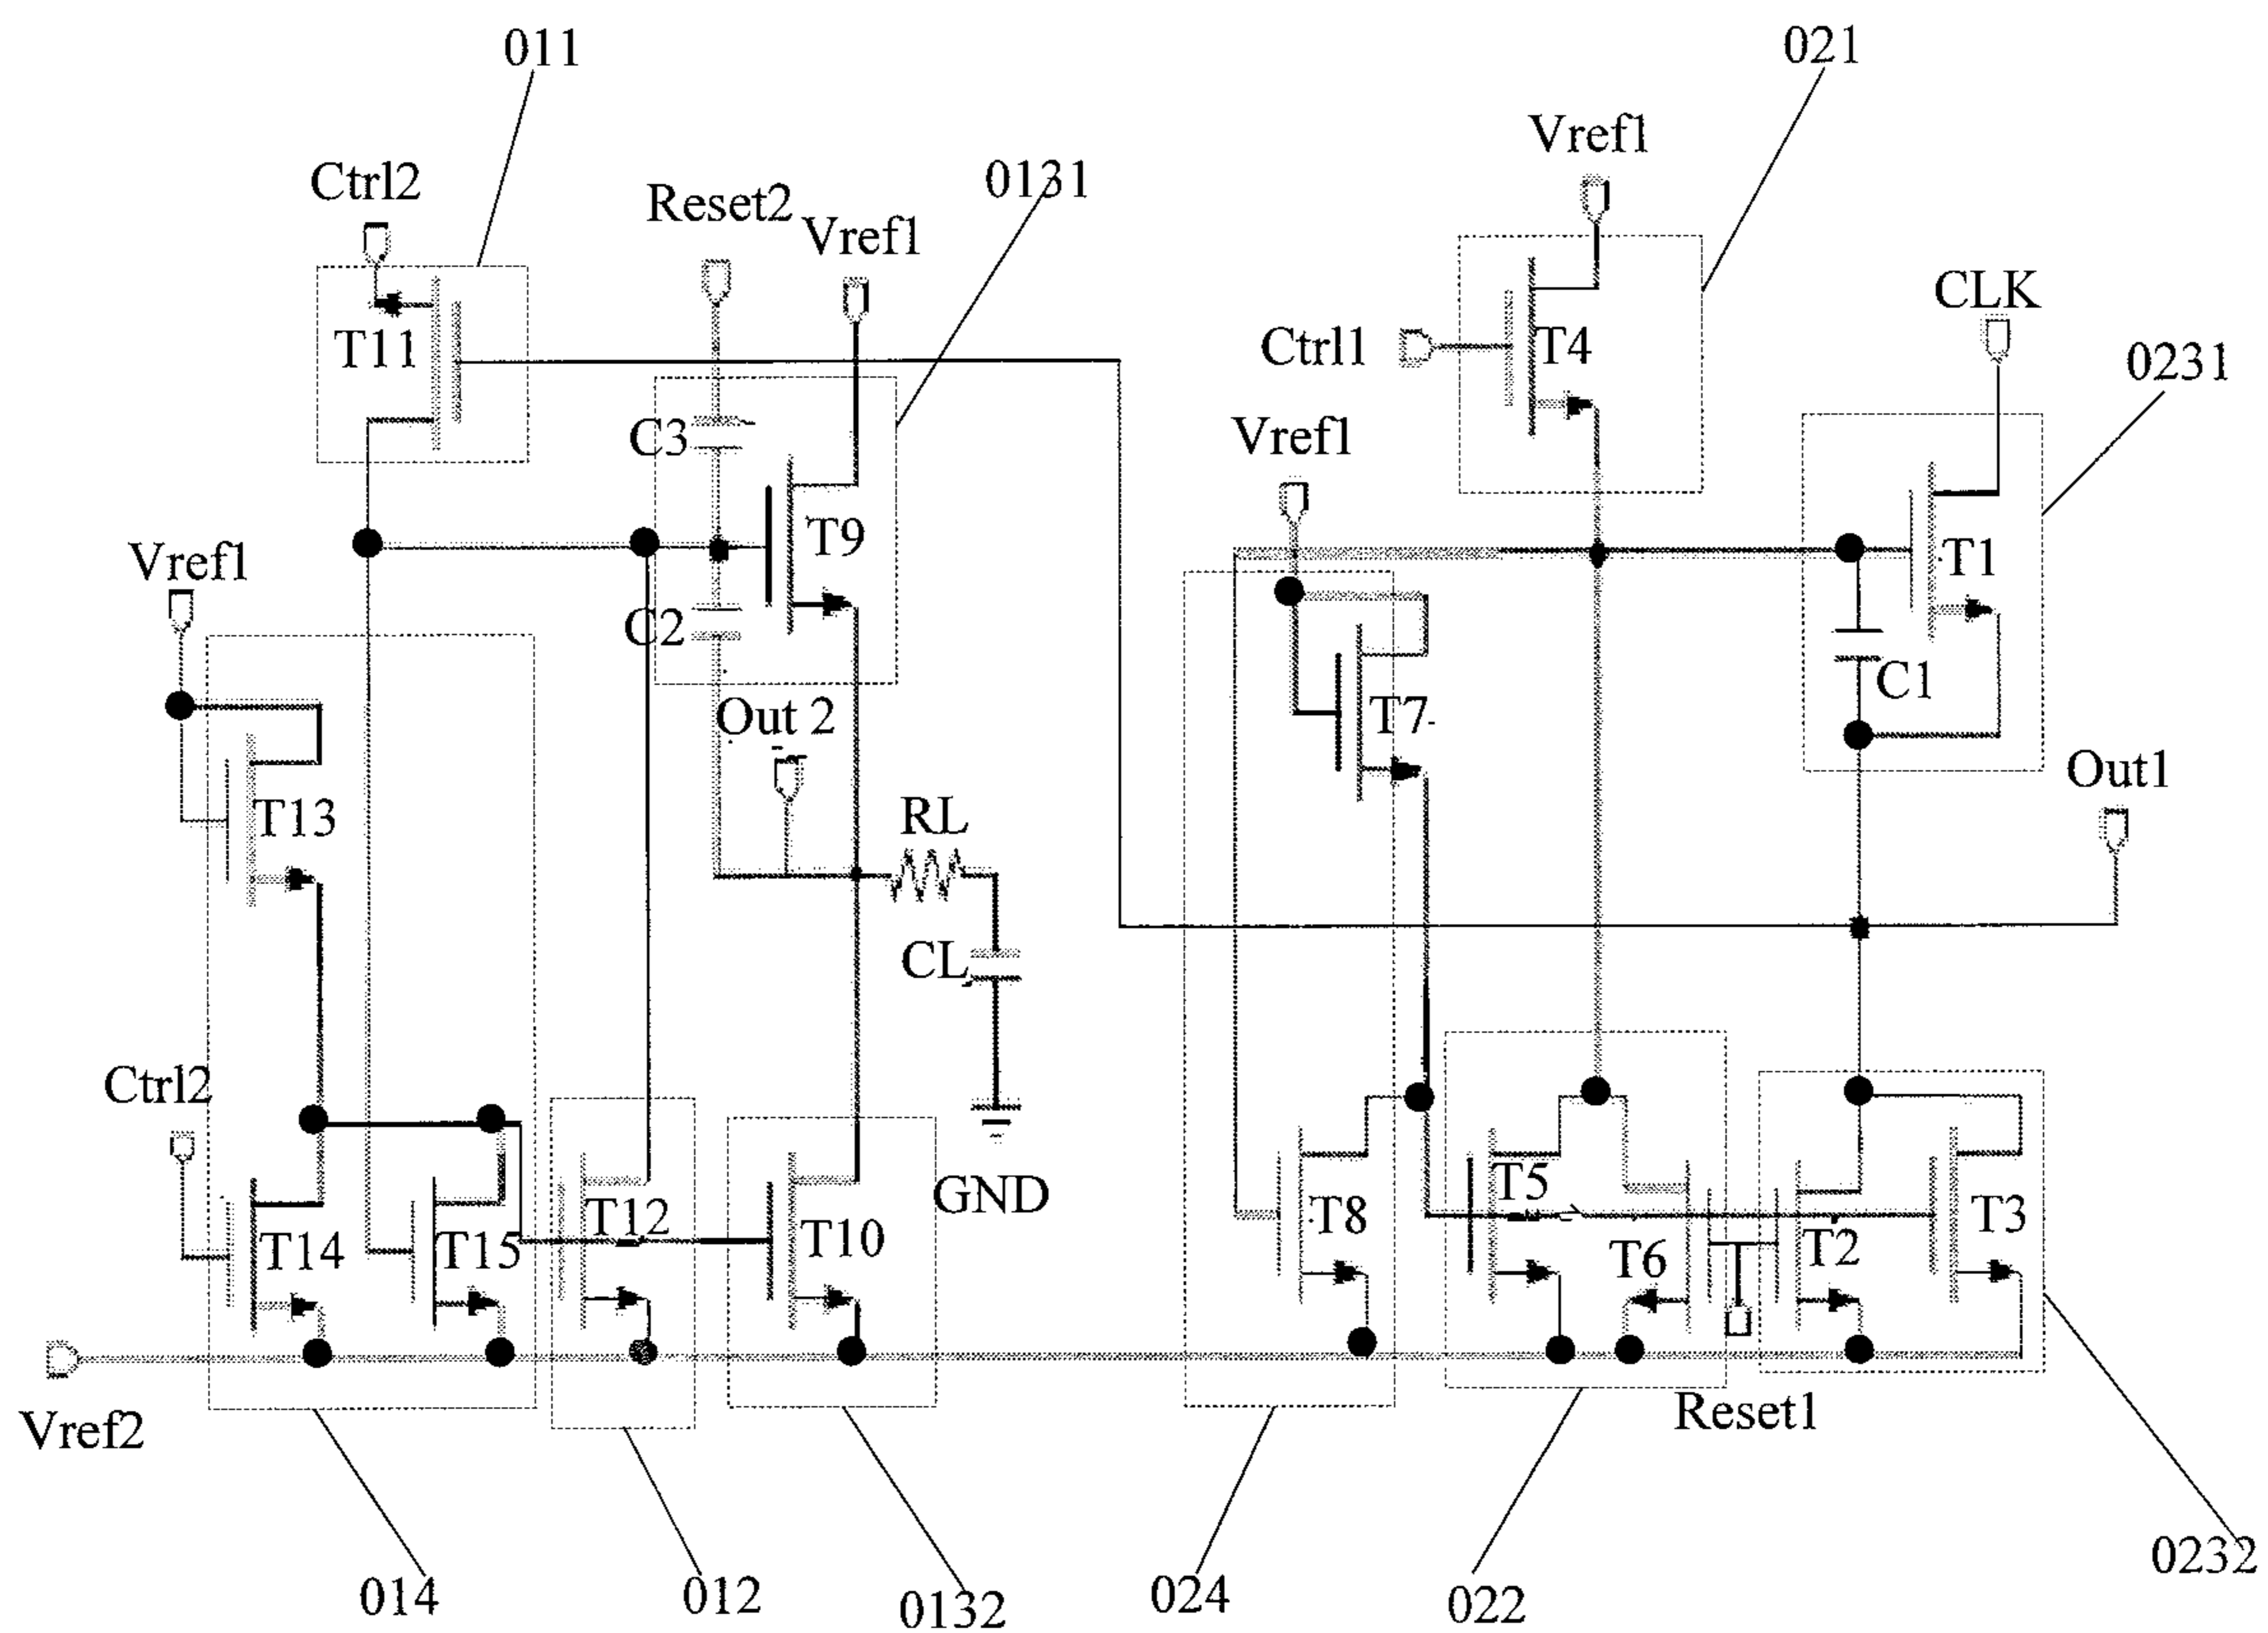 011
021
Vref1
Ctrl2
Reset2
0131
Vref1
CLK
T11
Ctrl1
T4
0231
C3
Vref1
T9
T1
Vref1
C2
C1
Out 2
T7
Out1
T13
RL
CL
Ctrl2
GND
T5
T12
T8
T3
T14
T15
T10
T6
T2
Vref2
Reset1
014
012
0132
024
022
0232